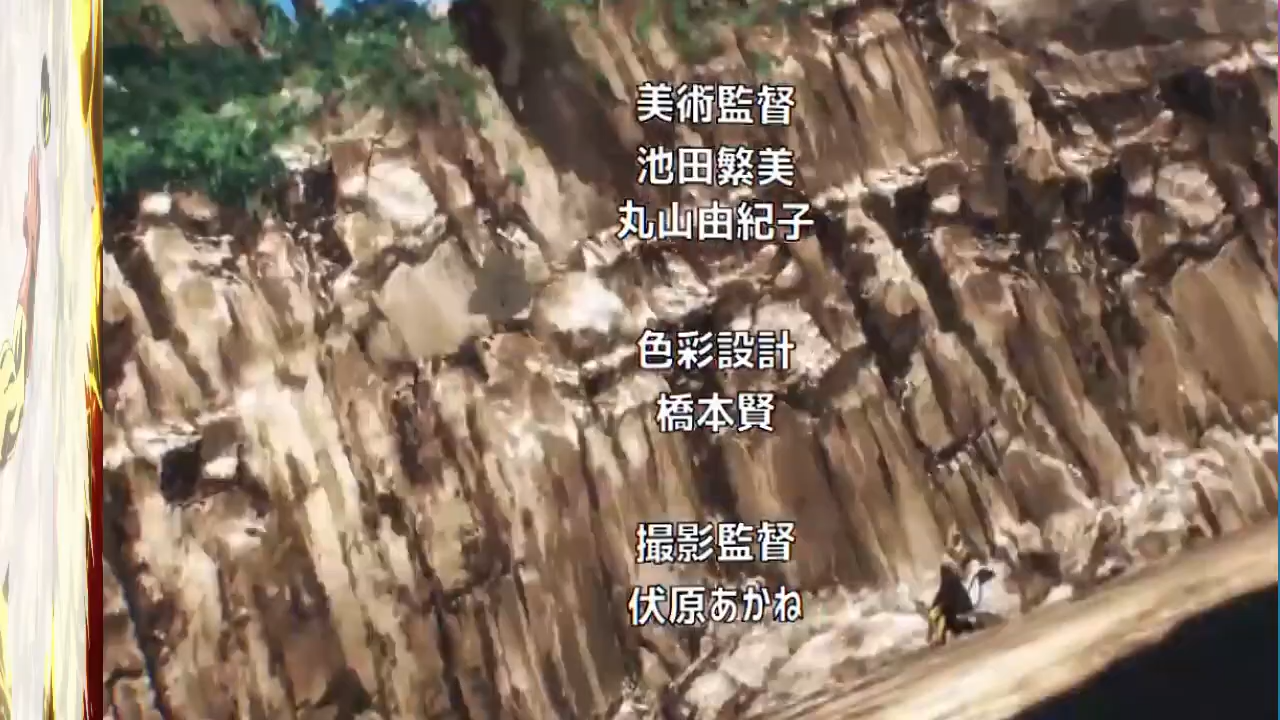 美術監督
池田繁美
丸山由紀子
色彩設計
橋本賢
撮影監督
伏原あかね